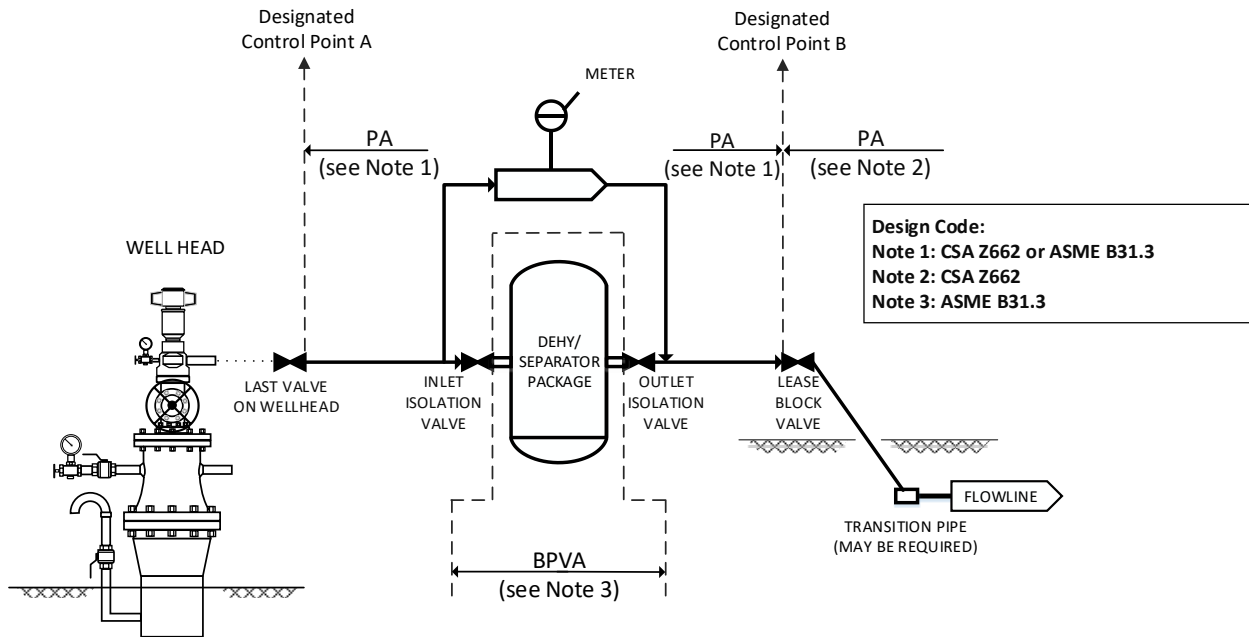 Designated
Control Point A
Designated
Control Point B
METER
PA
(see Note 1)
PA
(see Note 1)
PA
(see Note 2)
Design Code:
Note 1: CSA Z662 or ASME B31.3
Note 2: CSA Z662
Note 3: ASME B31.3
WELL HEAD
DEHY/
SEPARATOR
PACKAGE
LAST VALVE
ON WELLHEAD
INLET
ISOLATION
VALVE
OUTLET
ISOLATION
VALVE
LEASE
BLOCK
VALVE
FLOWLINE
TRANSITION PIPE
(MAY BE REQUIRED)
BPVA
(see Note 3)